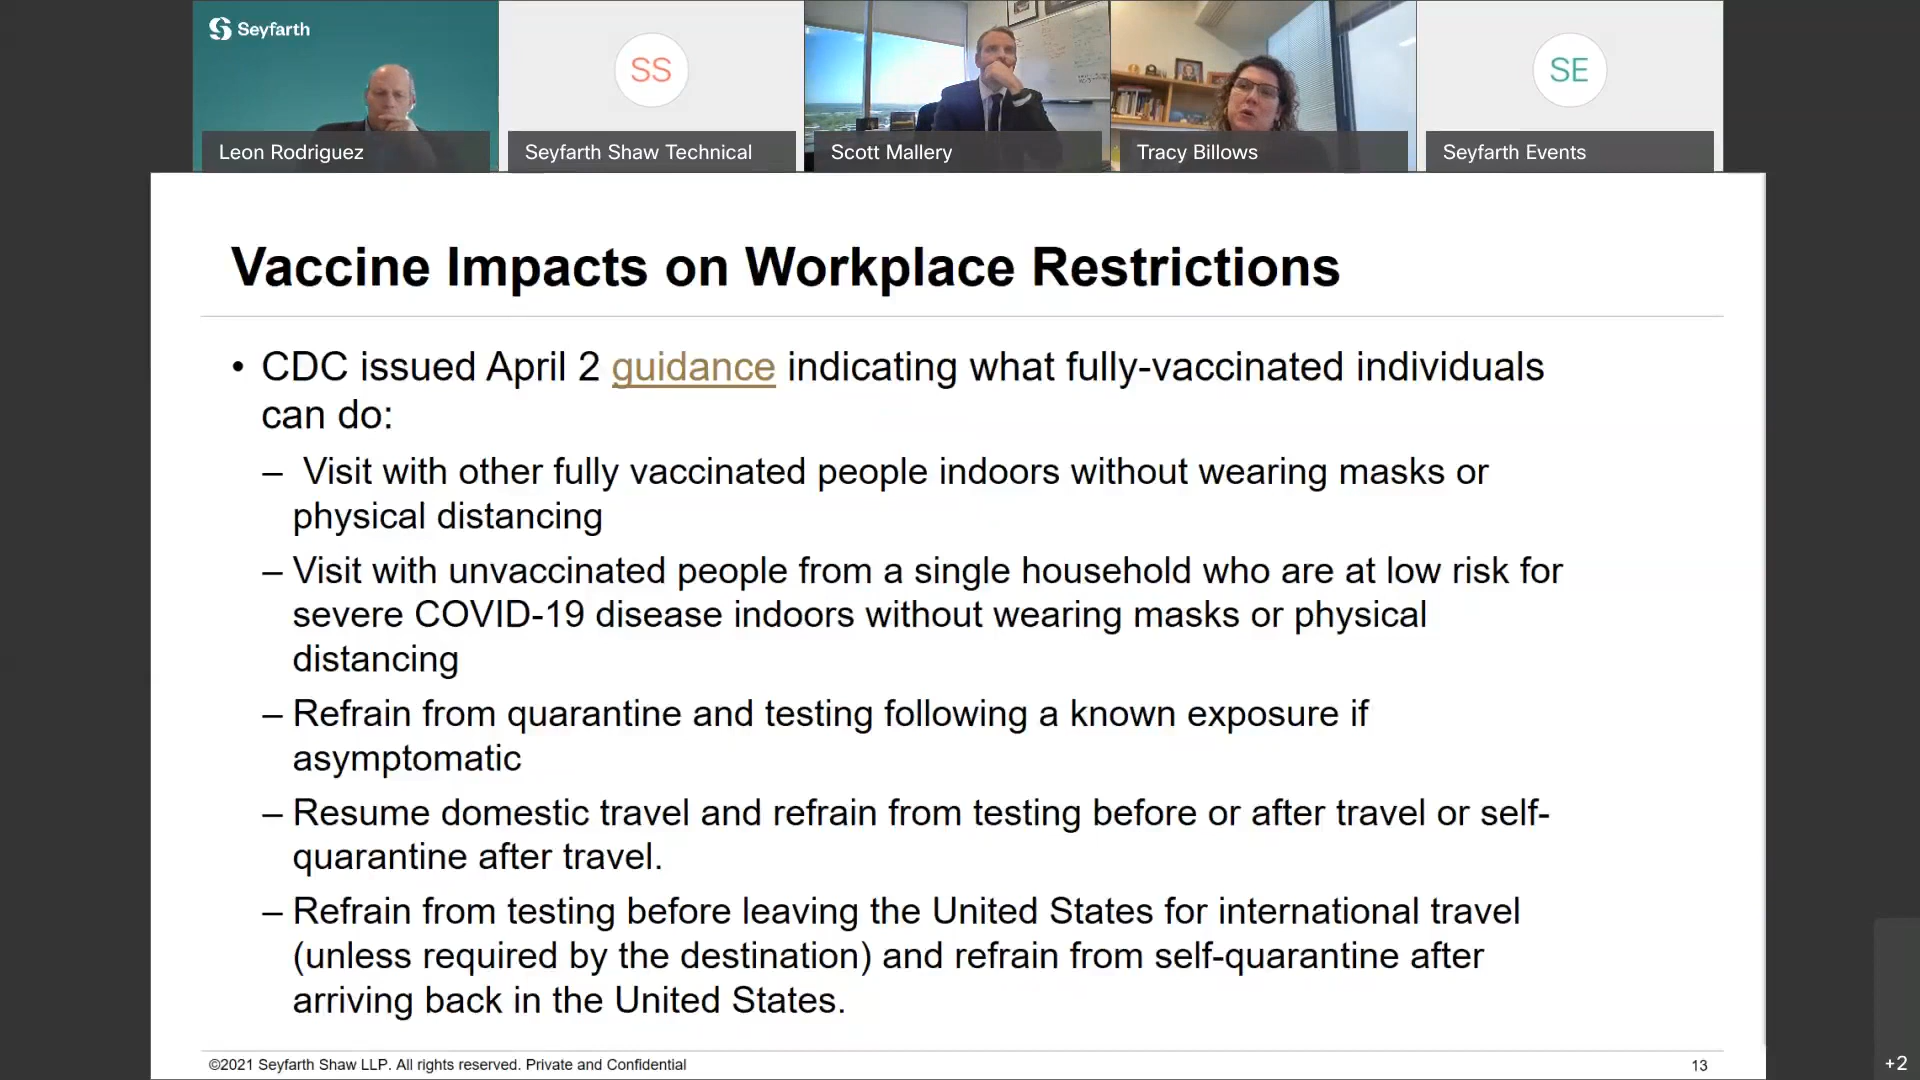 Seyfarth
SS
SE
Leon Rodriguez
Seyfarth Shaw Technical
Scott Mallery
Tracy Billows
Seyfarth Events
Vaccine Impacts on Workplace Restrictions
• CDC issued April 2 guidance indicating what fully-vaccinated individuals
can do:
– Visit with other fully vaccinated people indoors without wearing masks or
physical distancing
– Visit with unvaccinated people from a single household who are at low risk for
severe COVID-19 disease indoors without wearing masks or physical
distancing
– Refrain from quarantine and testing following a known exposure if
asymptomatic
– Resume domestic travel and refrain from testing before or after travel or self-
quarantine after travel.
– Refrain from testing before leaving the United States for international travel
(unless required by the destination) and refrain from self-quarantine after
arriving back in the United States.
©2021 Seyfarth Shaw LLP. All rights reserved. Private and Confidential
13
+2